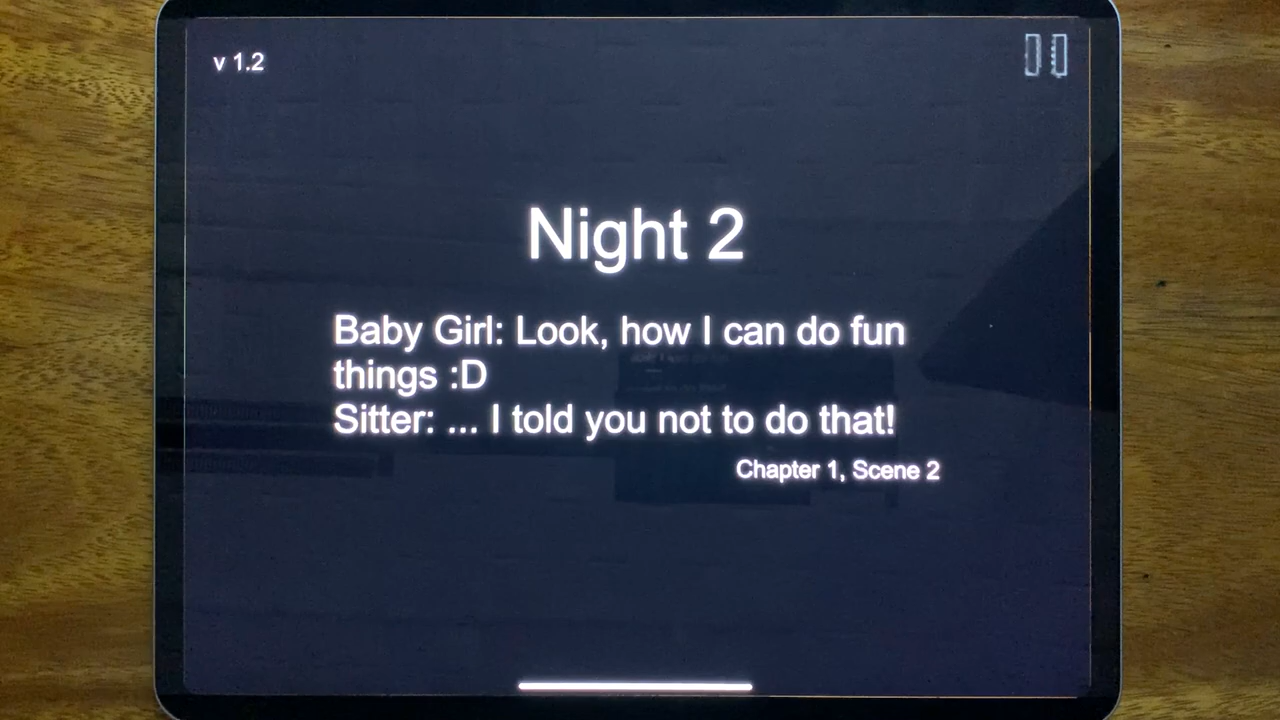 v 1.2
Night 2
Baby Girl: Look, how I can do fun
things :D
Sitter: ... I told you not to do that!
Chapter 1, Scene 2